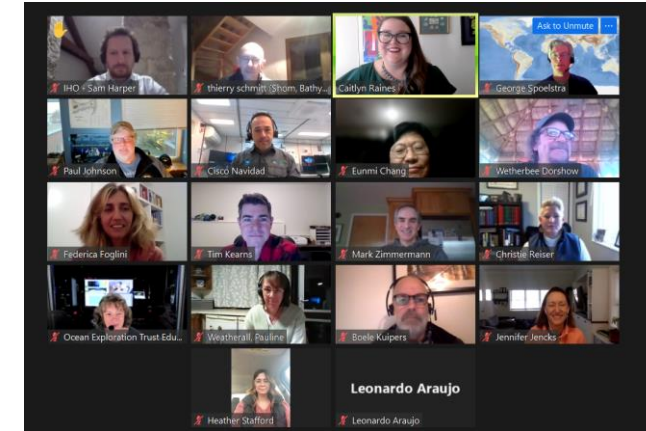 Ask to Unmute ...
IHO - Sam Harper
thierry schmitt (Shom, Bathy...
Caitlyn Raines
George Spoelstra
Paul Johnson
Cisco Navidad
Eunmi Chang
Wetherbee Dorshow
Federica Foglini
Tim Kearns
Mark Zimmermann
Christie Reiser
Ocean Exploration Trust Edu...
Weatherall, Pauline
Boele Kuipers
Jennifer Jencks
Heather Stafford
Leonardo Araujo
Leonardo Araujo